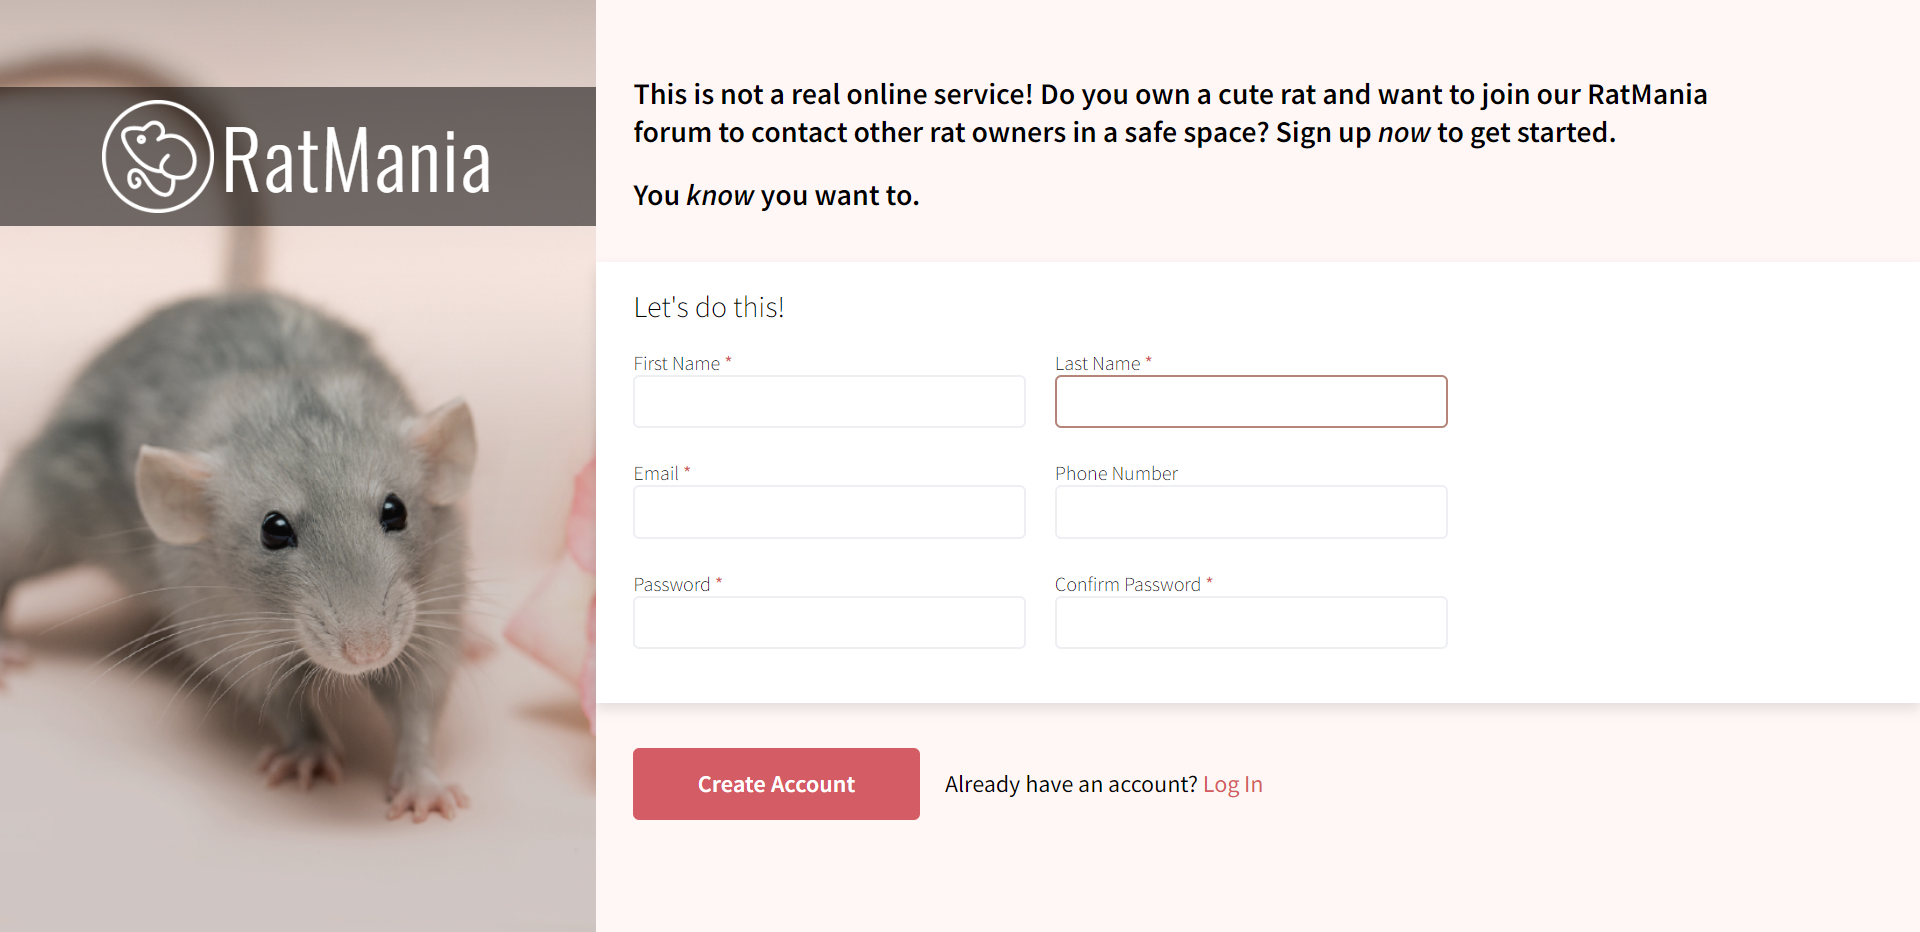 RatMania
This is not a real online service! Do you own a cute rat and want to join our RatMania
forum to contact other rat owners in a safe space? Sign up now to get started.
You know you want to.
Let's do this!
First Name *
Last Name *
Email *
Phone Number
Password *
Confirm Password *
Create Account
Already have an account? Log In